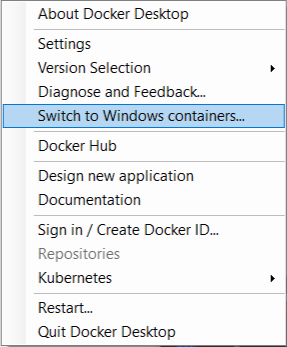 About Docker Desktop
Settings
Version Selection
Diagnose and Feedback...
Switch to Windows containers...
Docker Hub
Design new application
Documentation
Sign in / Create Docker ID...
Repositories
Kubernetes
Restart...
Quit Docker Desktop